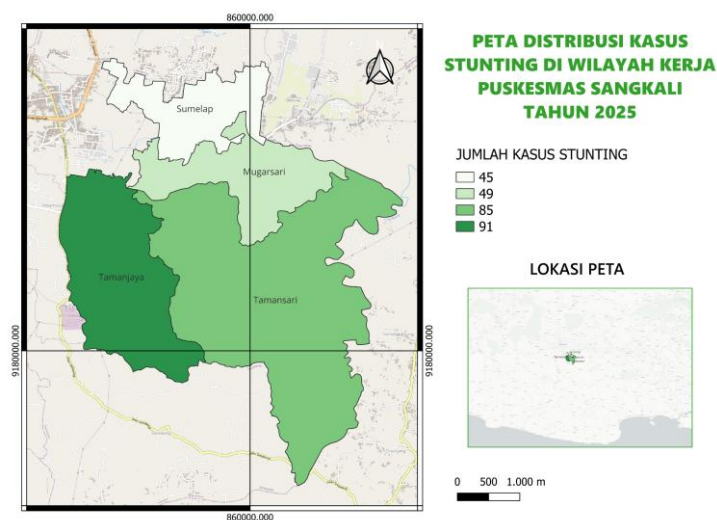 860000.000
PETA DISTRIBUSI KASUS
STUNTING DI WILAYAH KERJA
PUSKESMAS SANGKALI
TAHUN 2025
Sumelap
Mugarsari
Tamanjaya
Tamansari
9180000.000
9180000.000
860000.000
JUMLAH KASUS STUNTING
45
49
85
91
LOKASI PETA
0 500 1.000 m